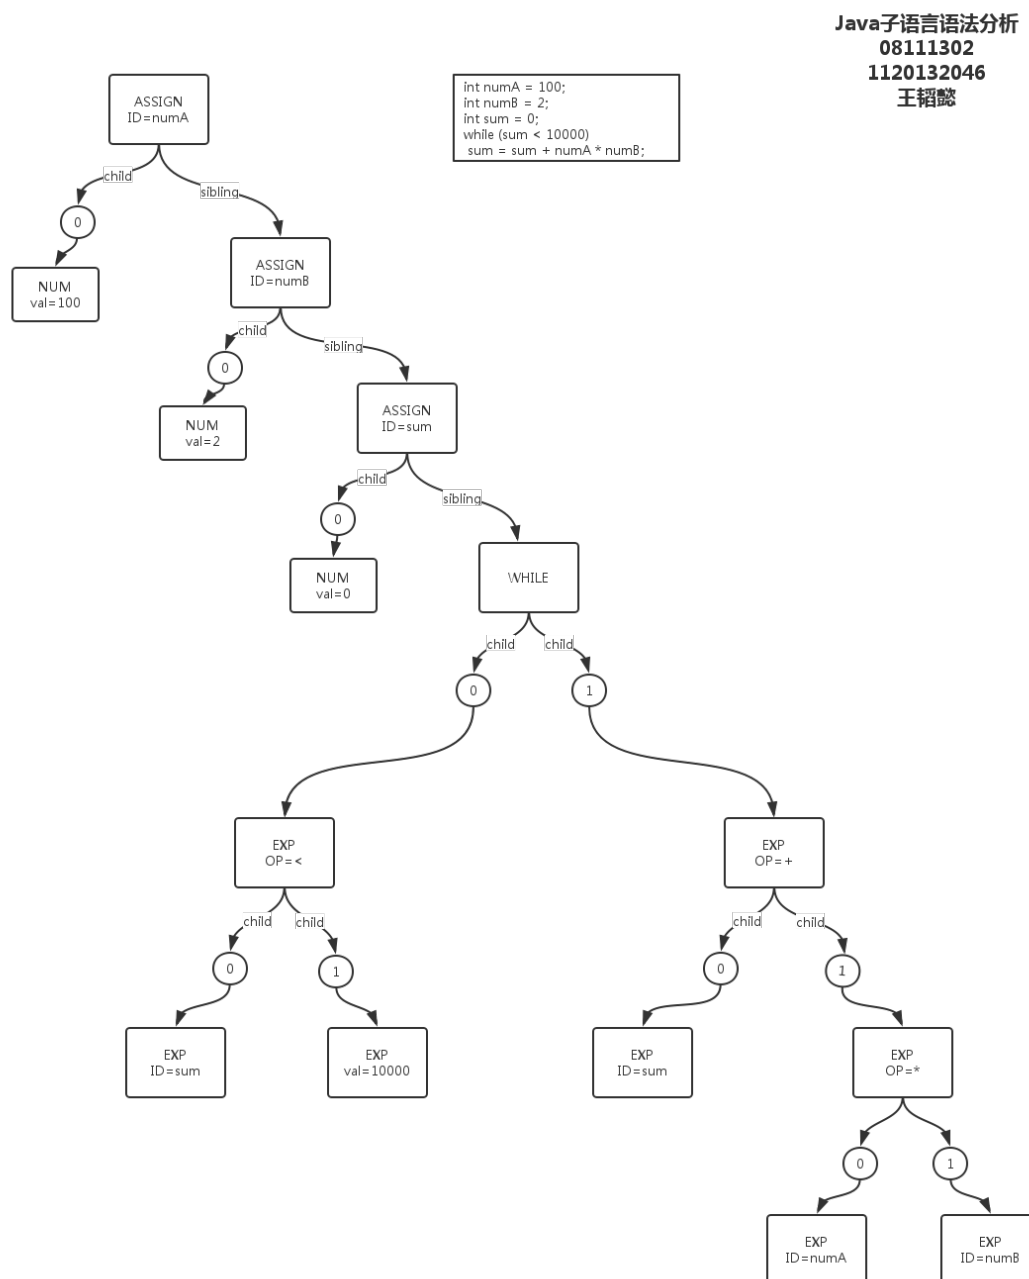 Java子语言语法分析
08111302
1120132046
王韬懿
int numA = 100;
int numB = 2;
int sum = 0;
while (sum < 10000)
sum = sum + numA * numB;
ASSIGN
ID=numA
child
sibling
0
NUM
val=100
ASSIGN
ID=numB
child
sibling
0
NUM
val=2
ASSIGN
ID=sum
child
sibling
0
NUM
val=0
WHILE
child
child
0
1
EXP
OP=<
EXP
OP=+
child
child
child
child
0
1
0
1
EXP
ID=sum
EXP
val=10000
EXP
ID=sum
EXP
OP=*
0
1
EXP
ID=numA
EXP
ID=numB